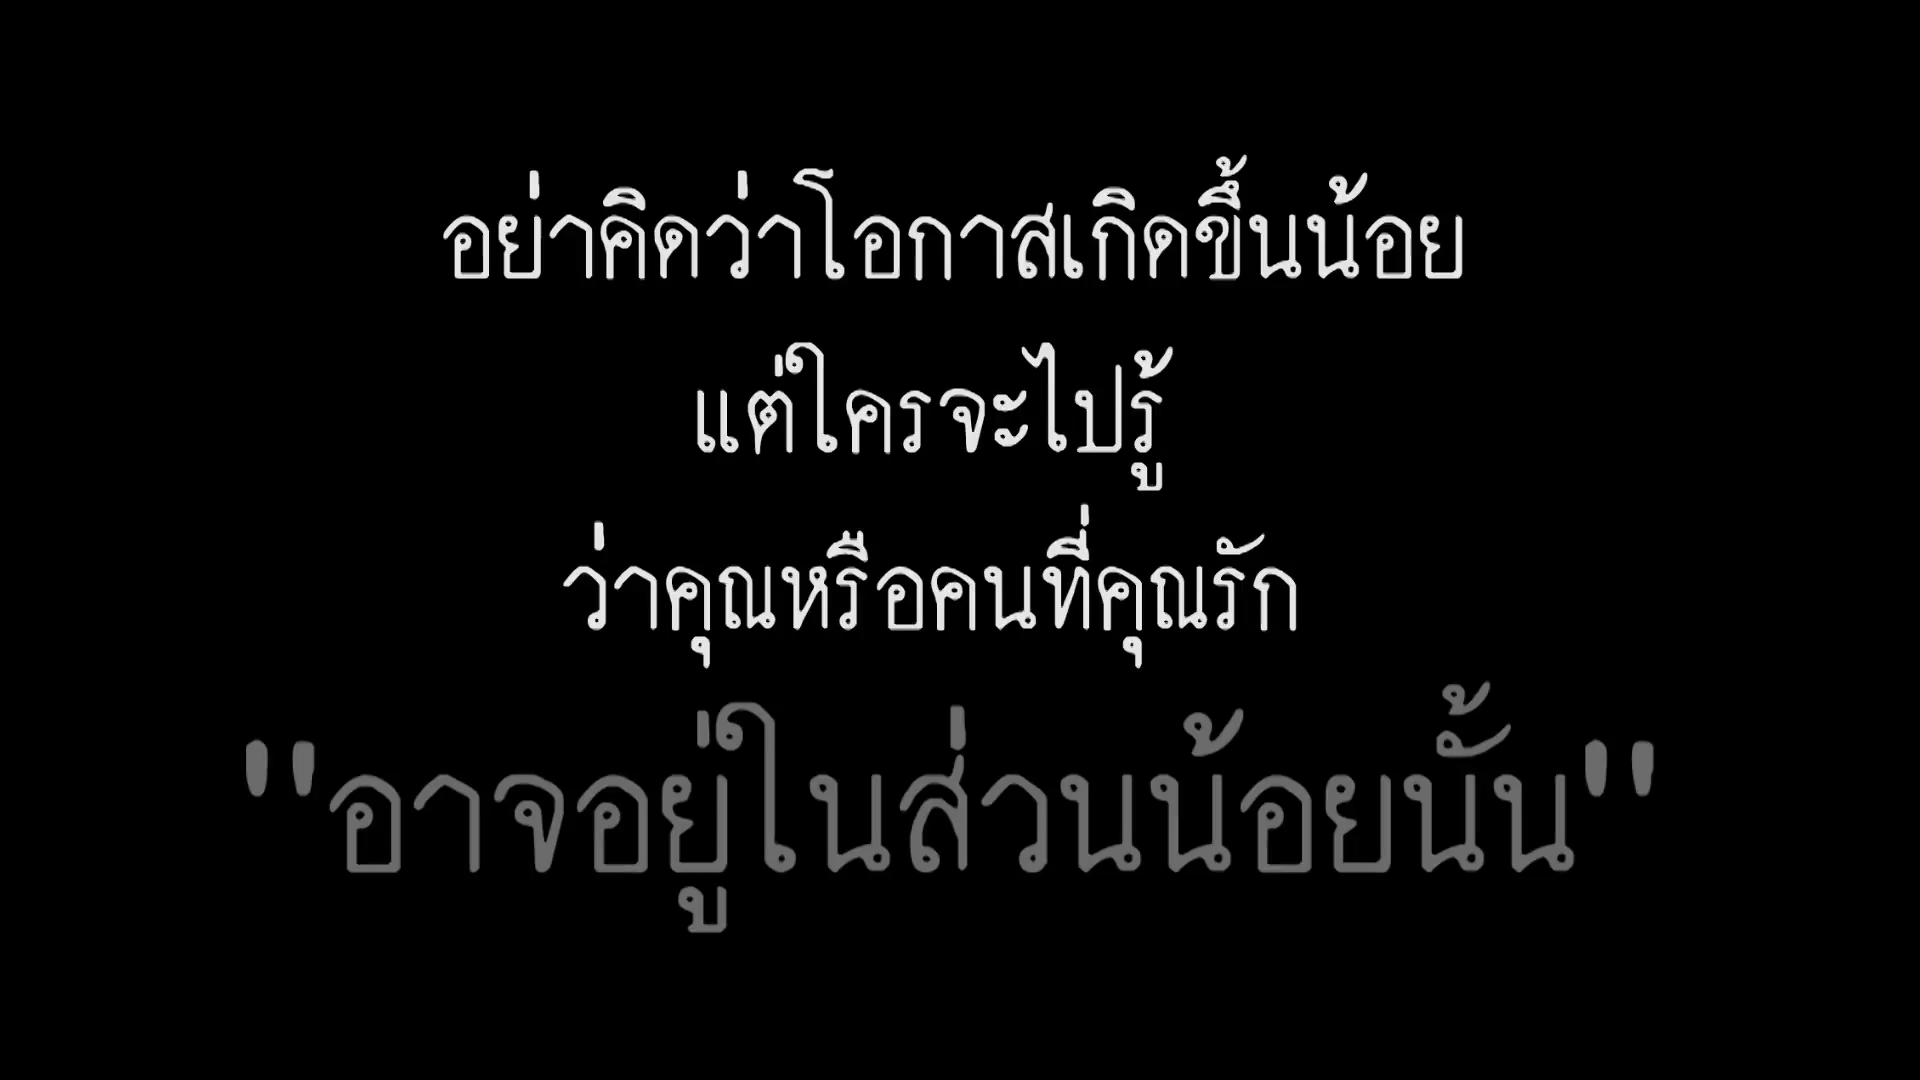 อย่าคิดว่าโอกาสเกิดขึ้นน้อย
แต่ใครจะไปรู้
ว่าคุณหรือคนที่คุณรัก
"อาจอยู่ในส่วนน้อยนั้น"